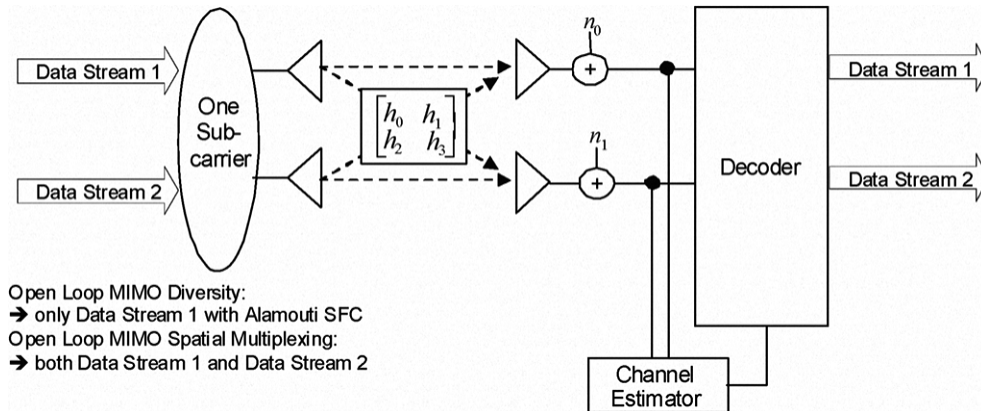 Data Stream 1
Data Stream 2
One
Sub-
carrier
h0 h1
h2 h3
n0
+
n1
+
Decoder
Data Stream 1
Data Stream 2
Channel
Estimator
Open Loop MIMO Diversity:
➔ only Data Stream 1 with Alamouti SFC
Open Loop MIMO Spatial Multiplexing:
➔ both Data Stream 1 and Data Stream 2